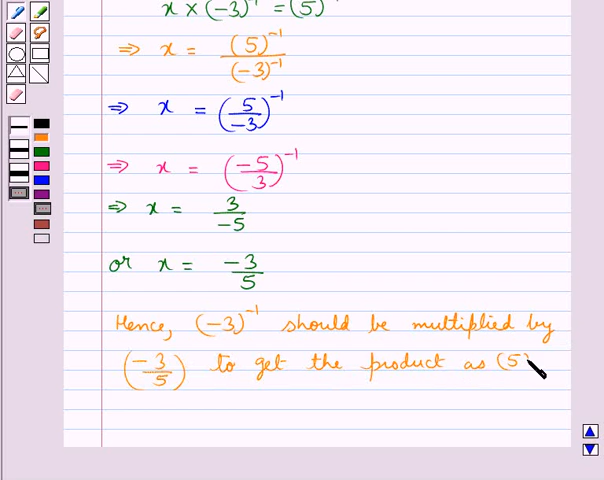 x × (-3)⁻¹ = (5)⁻¹
⇒ x = (5)⁻¹ / (-3)⁻¹
⇒ x = (5/-3)⁻¹
⇒ x = (-5/3)⁻¹
⇒ x = 3/-5
or x = -3/5
Hence, (-3)⁻¹ should be multiplied by
(-3/5) to get the product as (5)